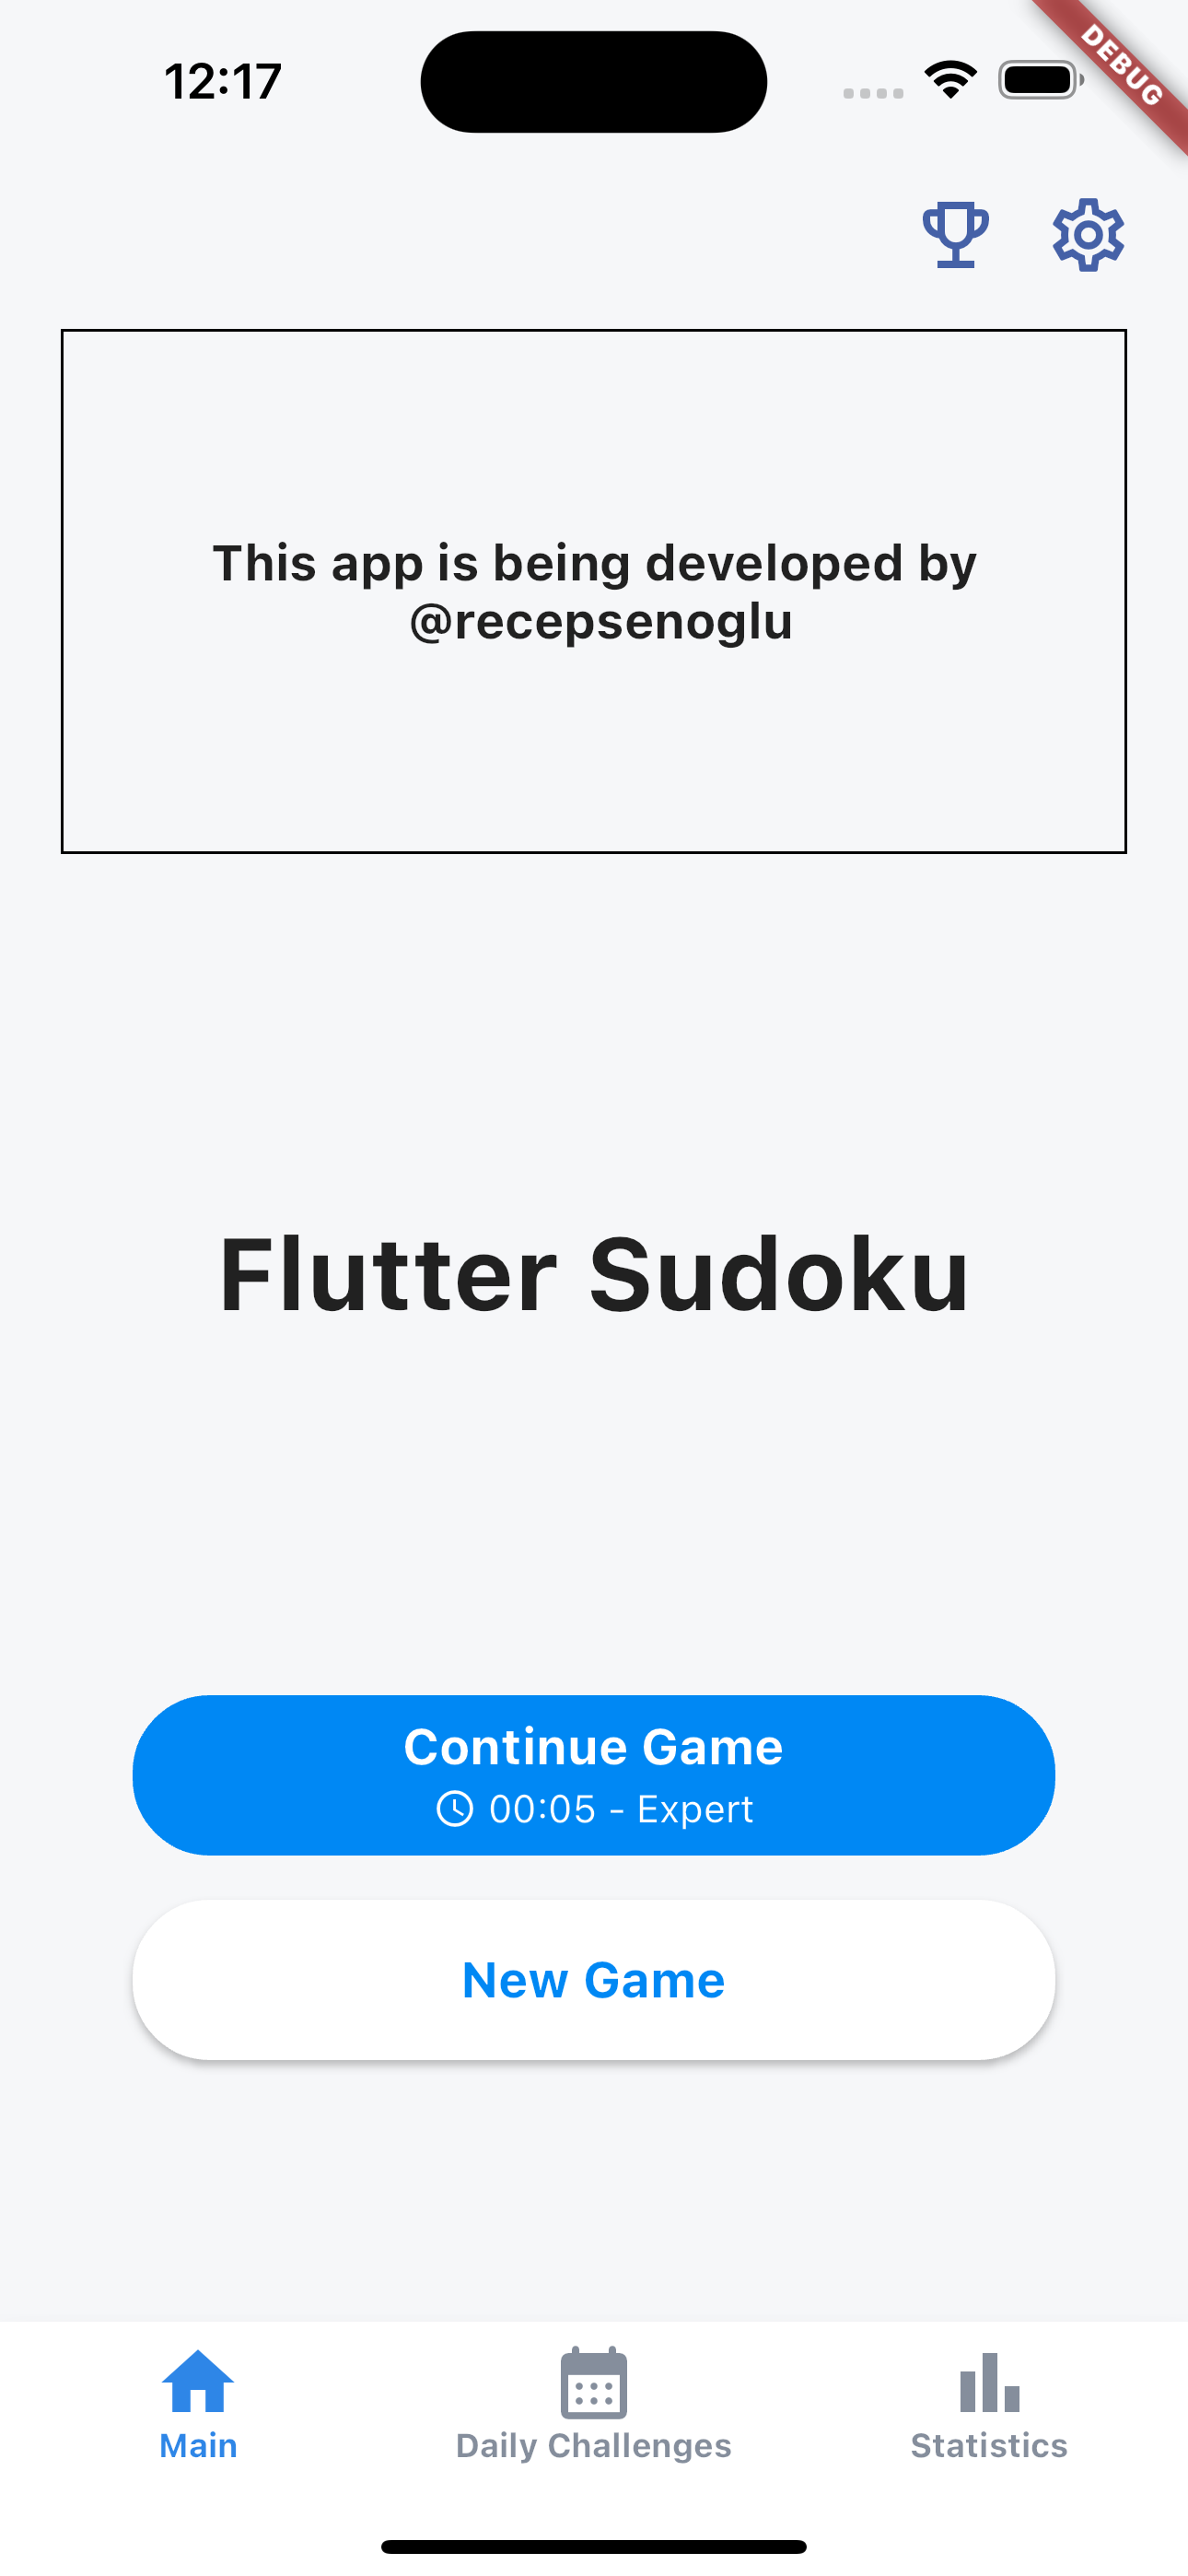 12:17
DEBUG
This app is being developed by
@recepsenoglu
Flutter Sudoku
Continue Game
00:05 - Expert
New Game
Main
Daily Challenges
Statistics